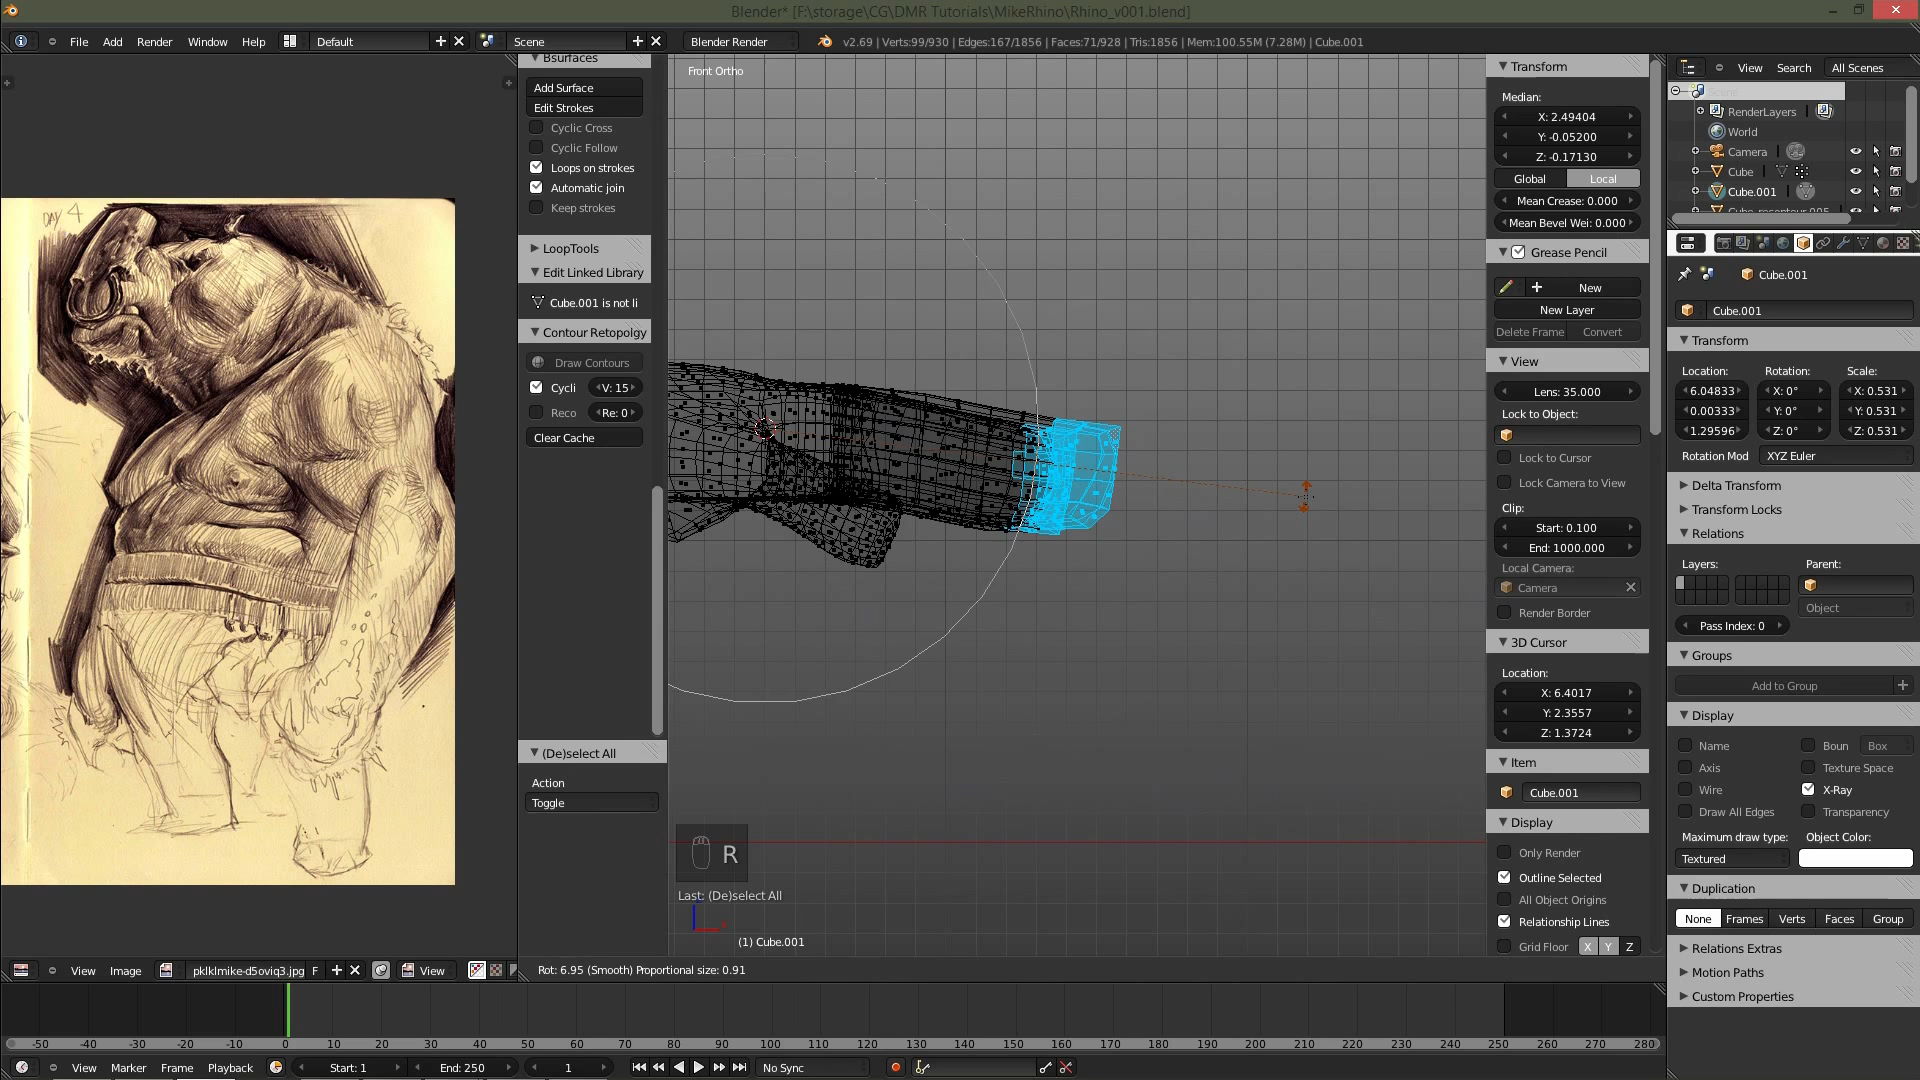 Blender* [F:\storage\CG\DMR Tutorials\MikeRhino\Rhino_v001.blend]
File Add Render Window Help Default Scene Blender Render v2.69 | Verts:99/930 | Edges:167/1856 | Faces:71/928 | Tris:1856 | Mem:100.55M (7.28M) | Cube.001
DAY 4
Bsurfaces
Add Surface
Edit Strokes
Cyclic Cross
Cyclic Follow
Loops on strokes
Automatic join
Keep strokes
LoopTools
Edit Linked Library
Cube.001 is not li
Contour Retopolgy
Draw Contours
Cycli V: 15
Reco Re: 0
Clear Cache
(De)select All
Action
Toggle
Front Ortho
R
Last: (De)select All
(1) Cube.001
Rot: 6.95 (Smooth) Proportional size: 0.91
Transform
Median:
X: 2.49404
Y: -0.05200
Z: -0.17130
Global Local
Mean Crease: 0.000
Mean Bevel Wei: 0.000
Grease Pencil
New
New Layer
Delete Frame Convert
View
Lens: 35.000
Lock to Object:
Lock to Cursor
Lock Camera to View
Clip:
Start: 0.100
End: 1000.000
Local Camera:
Camera
Render Border
3D Cursor
Location:
X: 6.4017
Y: 2.3557
Z: 1.3724
Item
Cube.001
Display
Only Render
Outline Selected
All Object Origins
Relationship Lines
Grid Floor X Y Z
View Search All Scenes
RenderLayers
World
Camera
Cube
Cube.001
Cube.001
Cube.001
Transform
Location: Rotation: Scale:
6.04833 X: 0° X: 0.531
0.00333 Y: 0° Y: 0.531
1.29596 Z: 0° Z: 0.531
Rotation Mod XYZ Euler
Delta Transform
Transform Locks
Relations
Layers: Parent:
Object
Pass Index: 0
Groups
Add to Group
Display
Name Boun Box
Axis Texture Space
Wire X-Ray
Draw All Edges Transparency
Maximum draw type: Object Color:
Textured
Duplication
None Frames Verts Faces Group
Relations Extras
Motion Paths
Custom Properties
View Image pklklmike-d5oviq3.jpg F View
-50 -40 -30 -20 -10 0 10 20 30 40 50 60 70 80 90 100 110 120 130 140 150 160 170 180 190 200 210 220 230 240 250 260 270 280
View Marker Frame Playback Start: 1 End: 250 1 No Sync